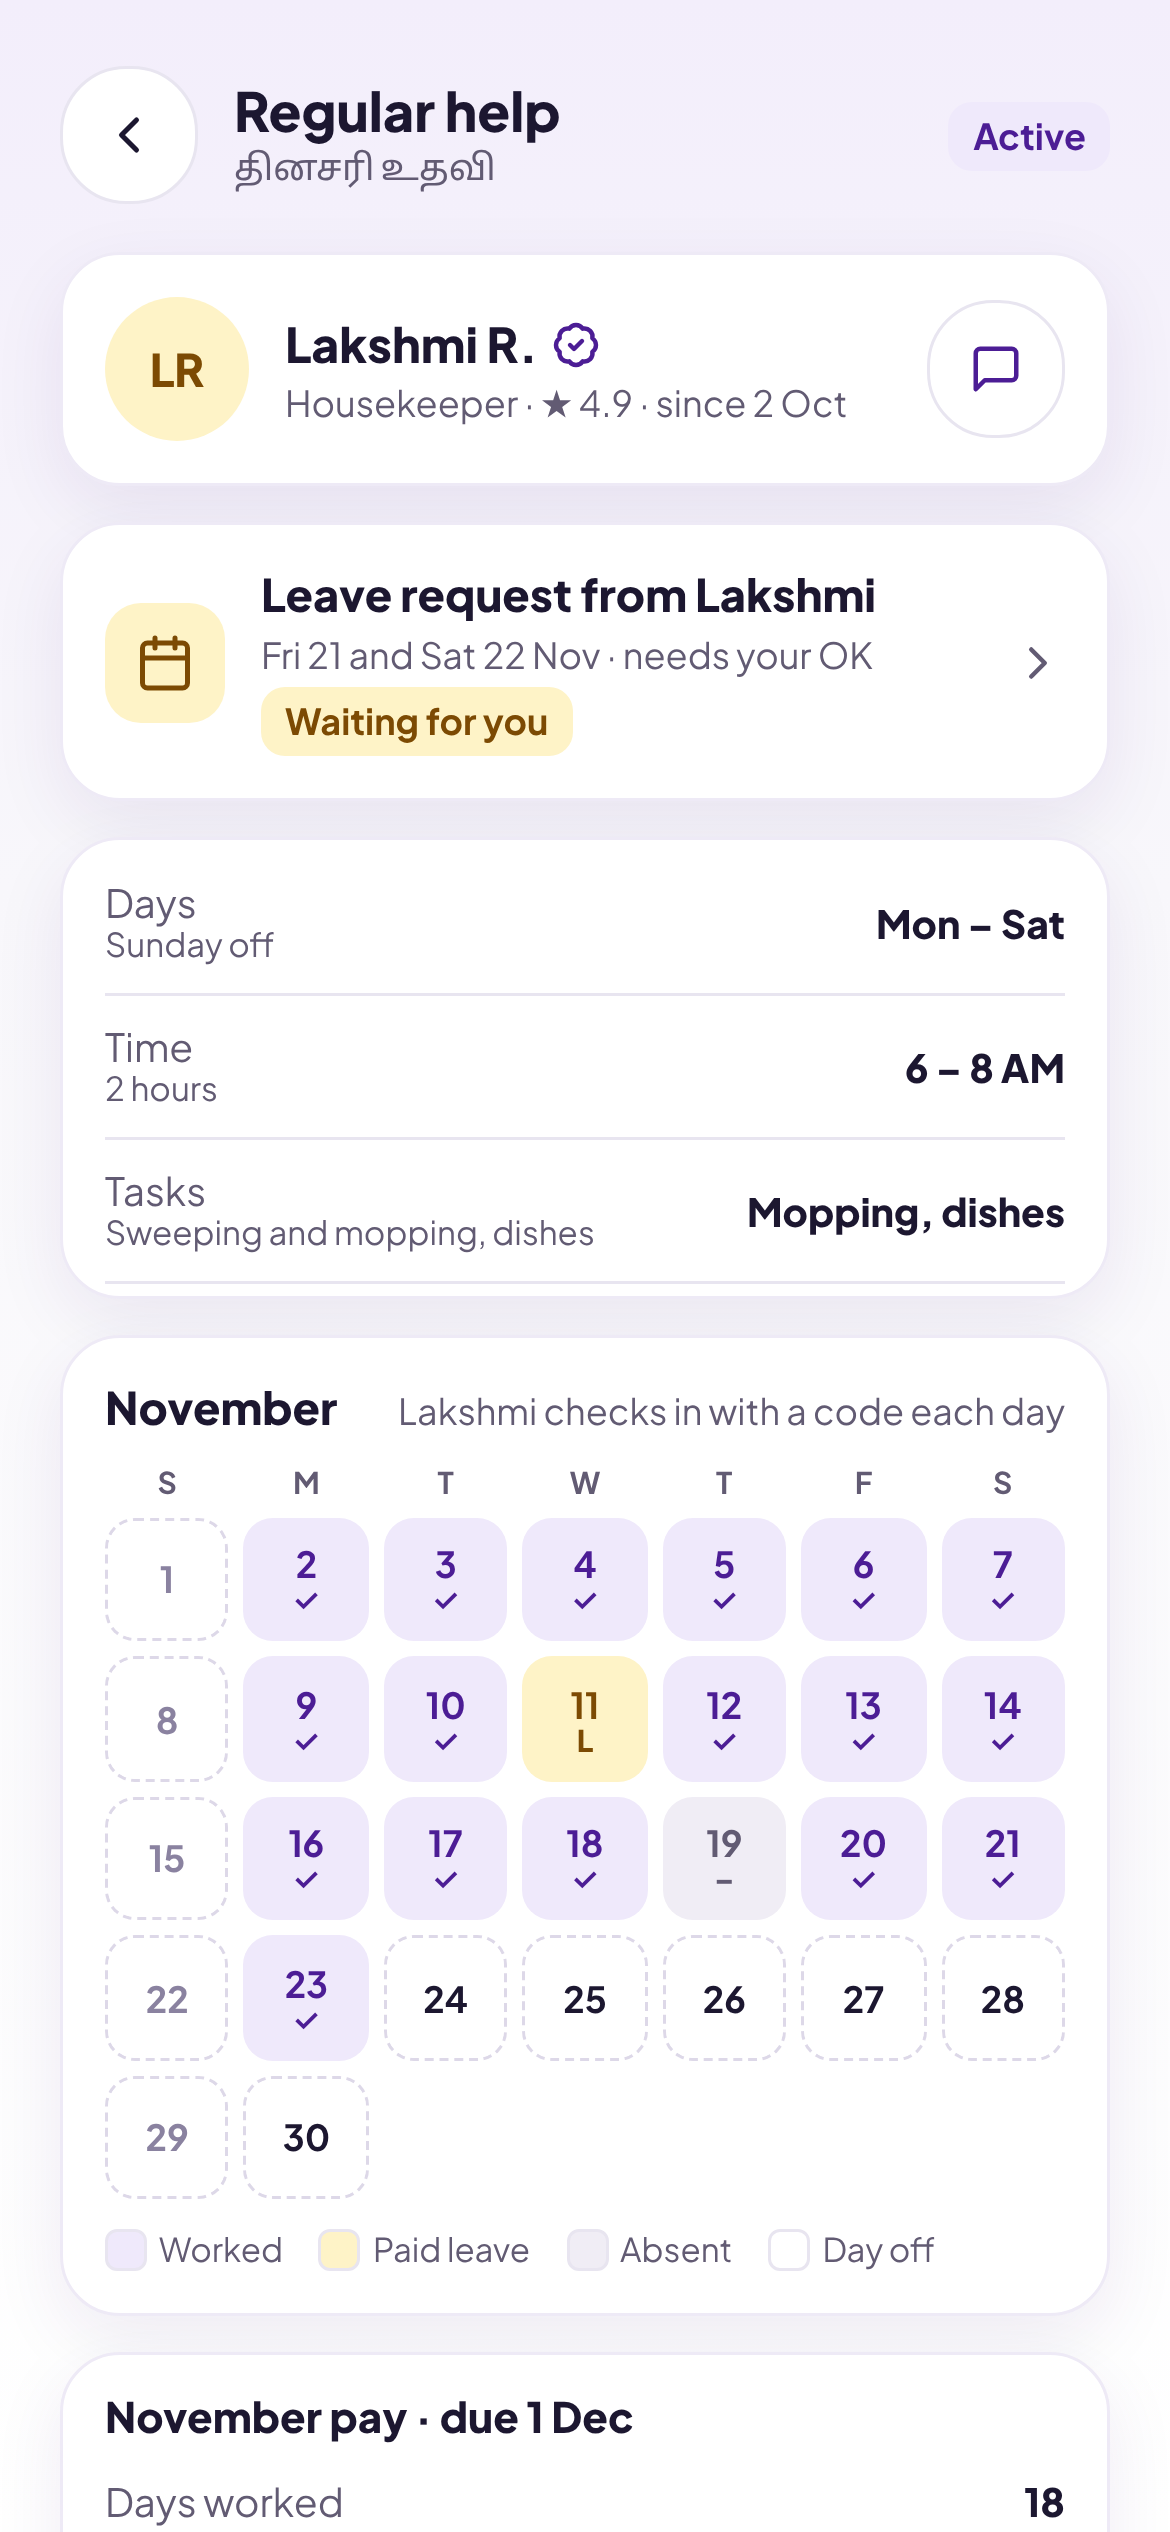 Regular help
தினசரி உதவி
Active
LR
Lakshmi R.
Housekeeper · ★ 4.9 · since 2 Oct
Leave request from Lakshmi
Fri 21 and Sat 22 Nov · needs your OK
Waiting for you
Days
Sunday off
Mon – Sat
Time
2 hours
6 – 8 AM
Tasks
Sweeping and mopping, dishes
Mopping, dishes
November
Lakshmi checks in with a code each day
S M T W T F S
1 2 3 4 5 6 7
8 9 10 11 12 13 14
L
15 16 17 18 19 20 21
–
22 23 24 25 26 27 28
29 30
Worked Paid leave Absent Day off
November pay · due 1 Dec
Days worked 18